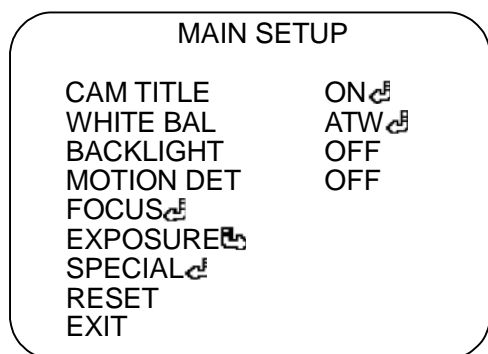 MAIN SETUP
CAM TITLE ON⏎
WHITE BAL ATW⏎
BACKLIGHT OFF
MOTION DET OFF
FOCUS⏎
EXPOSURE⏎
SPECIAL⏎
RESET
EXIT